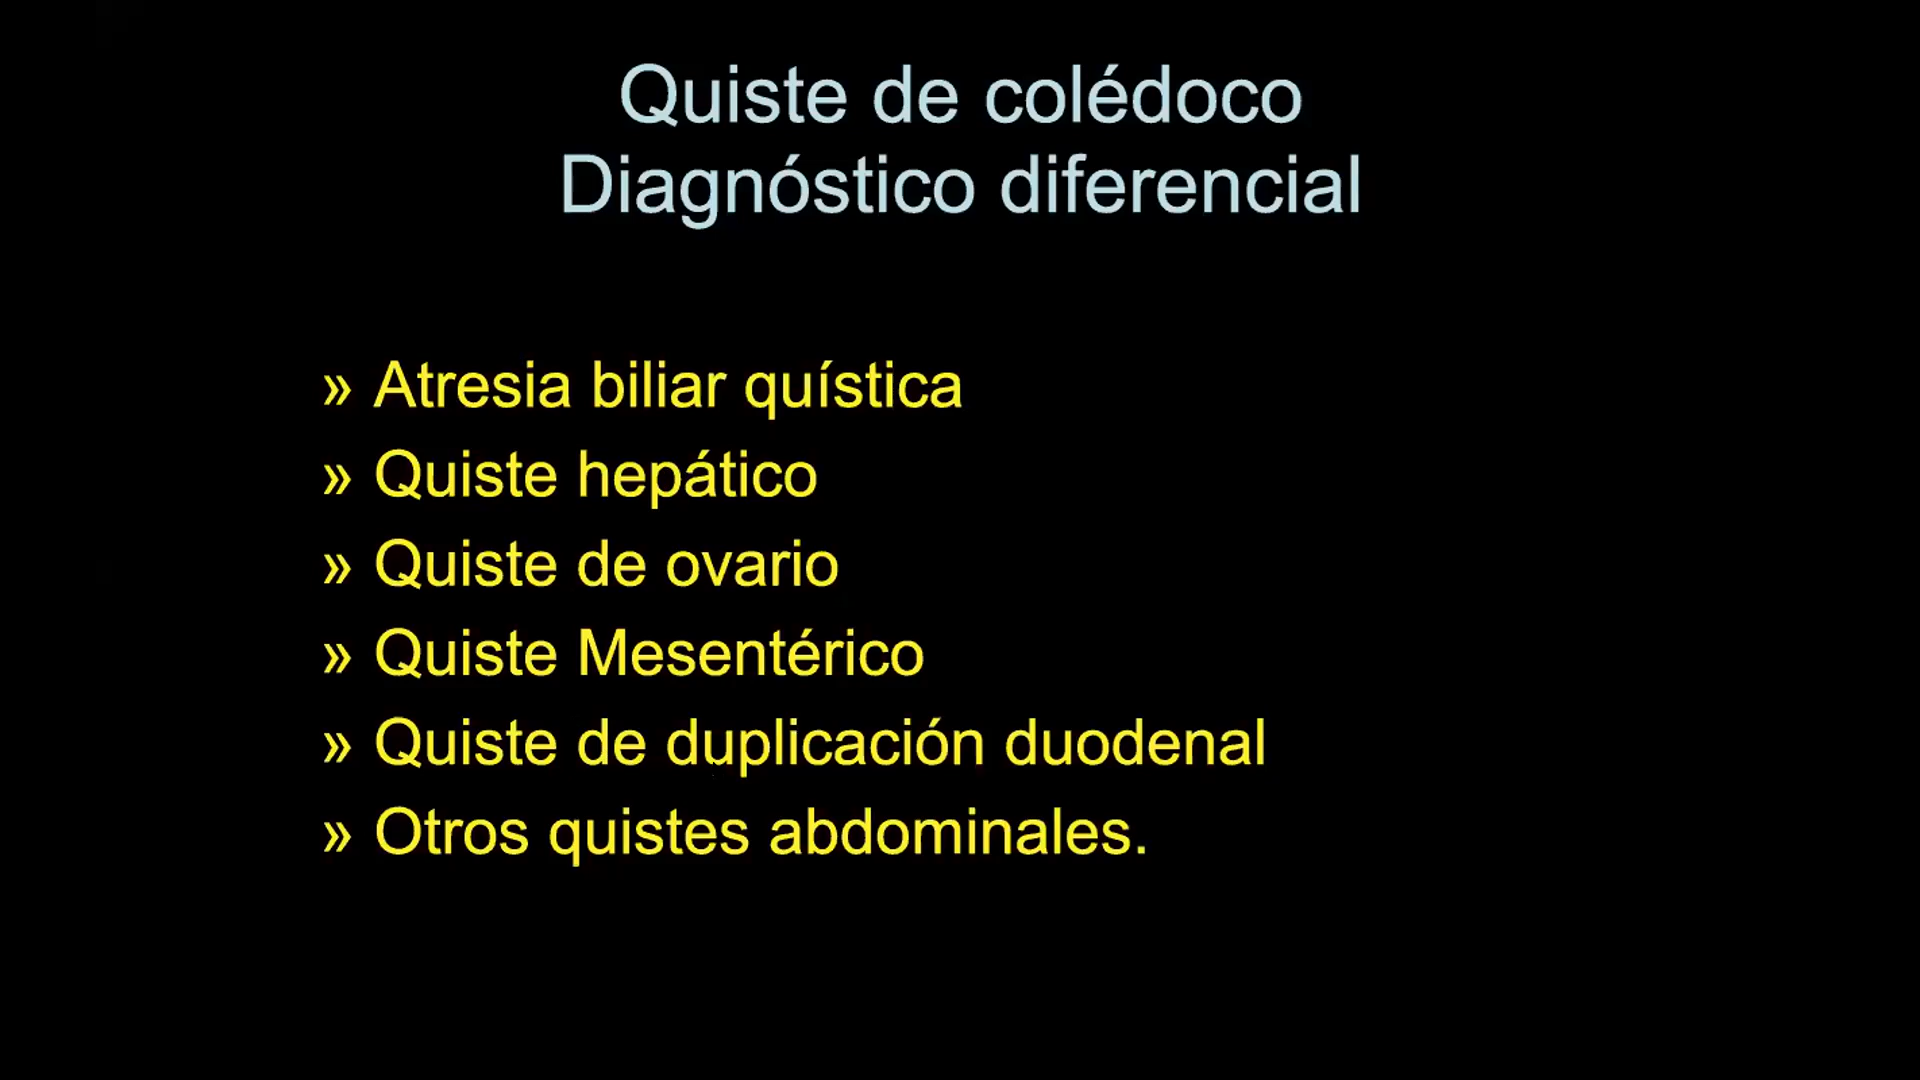 Quiste de colédoco
Diagnóstico diferencial
» Atresia biliar quística
» Quiste hepático
» Quiste de ovario
» Quiste Mesentérico
» Quiste de duplicación duodenal
» Otros quistes abdominales.